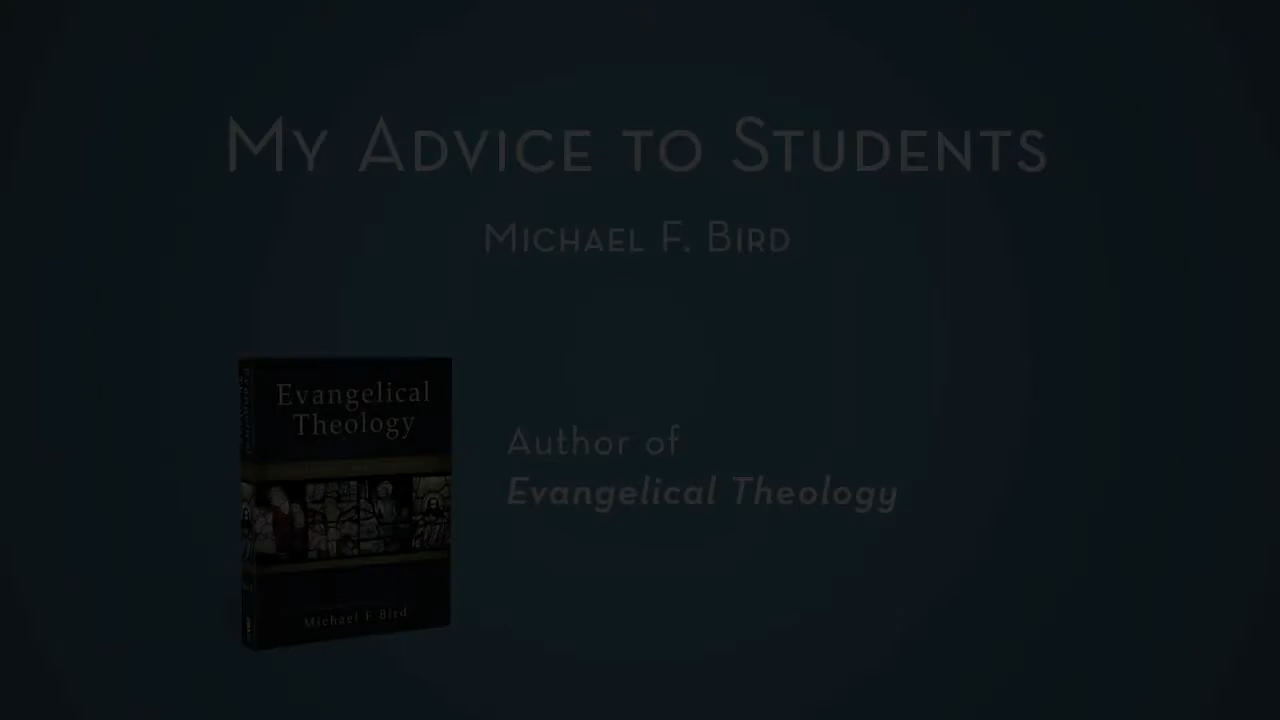 My Advice to Students
Michael F. Bird
Evangelical
Theology
Author of
Evangelical Theology
Michael F. Bird